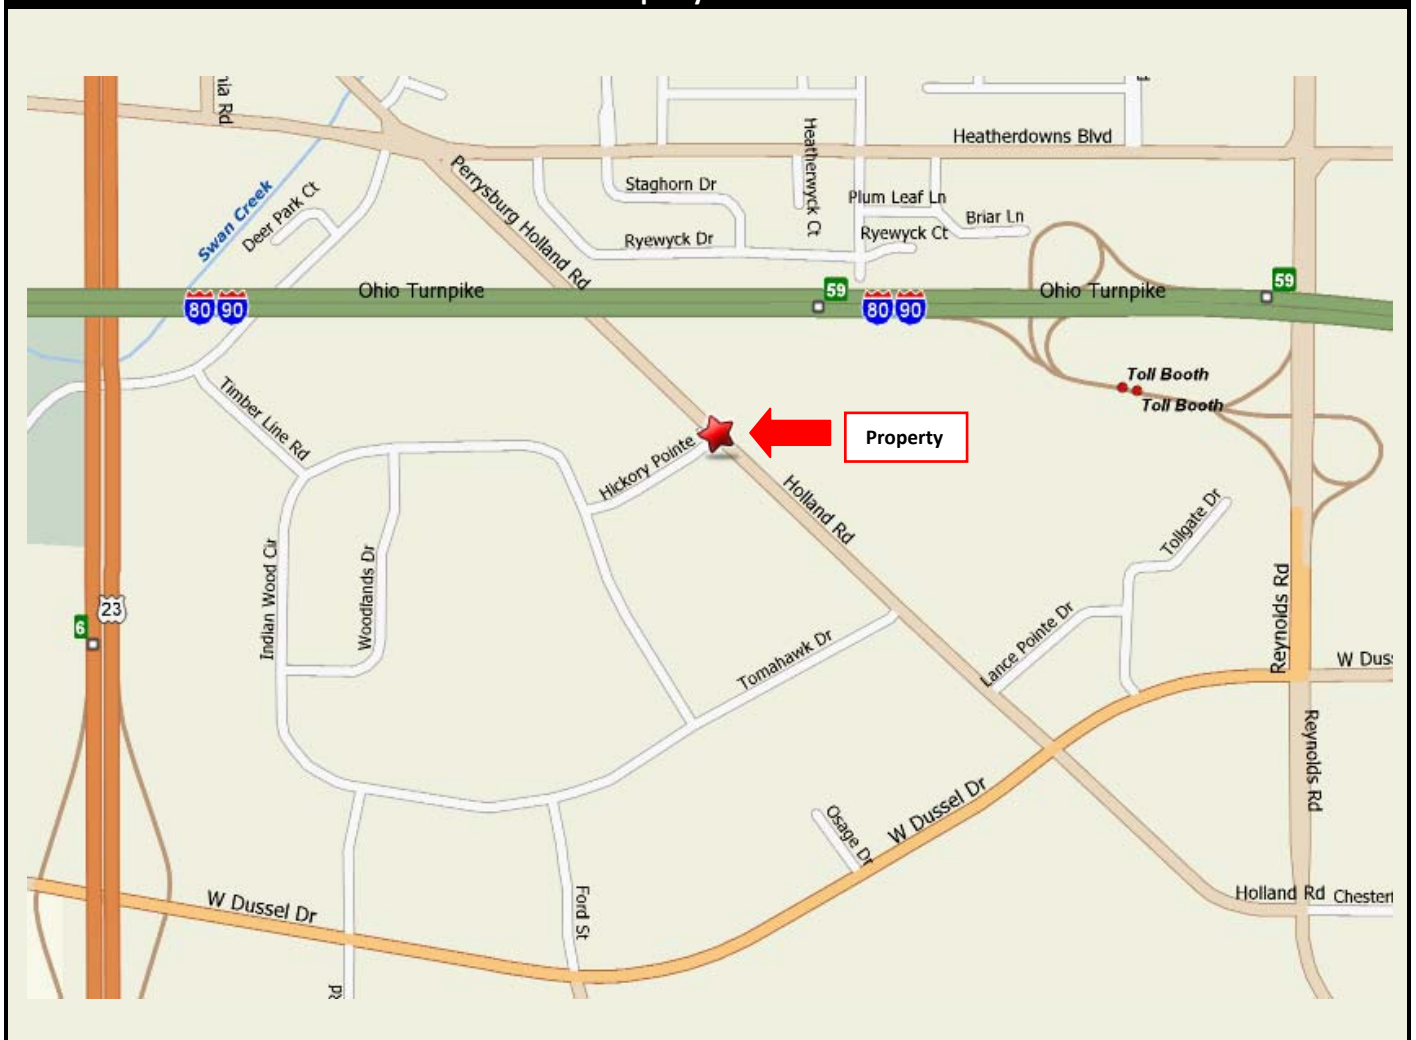 Heatherdowns Blvd
Perrysburg Holland Rd
Heatherwyck Ct
Staghorn Dr
Plum Leaf Ln
Briar Ln
Swan Creek
Deer Park Ct
Ryewyck Dr
Ryewyck Ct
Ohio Turnpike
59
Ohio Turnpike
59
80
90
80
90
Toll Booth
Toll Booth
Timber Line Rd
Hickory Pointe
Property
Holland Rd
Tollgate Dr
Indian Wood Cir
Woodlands Dr
23
6
Reynolds Rd
Lance Pointe Dr
Tomahawk Dr
W Dus
Reynolds Rd
W Dussel Dr
Osage Dr
W Dussel Dr
Ford St
Holland Rd
Chester